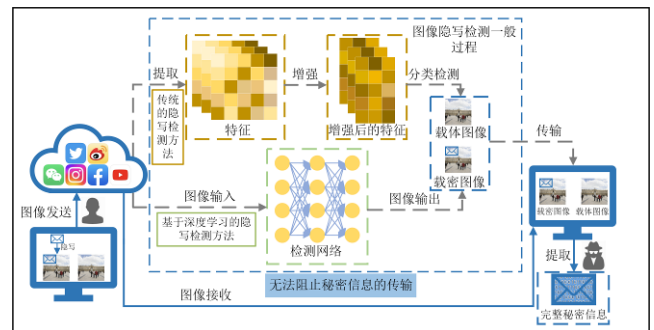 图像隐写检测一般
过程
提取
增强
分类检测
传统
的隐
写检
测方
法
特征
增强后的特征
载体图像
传输
载密图像
图像输入
图像输出
图像发送
基于深度学习的隐
写检测方法
检测网络
隐写
载密图像
载体图像
提取
无法阻止秘密信息的传输
图像接收
完整秘密信息